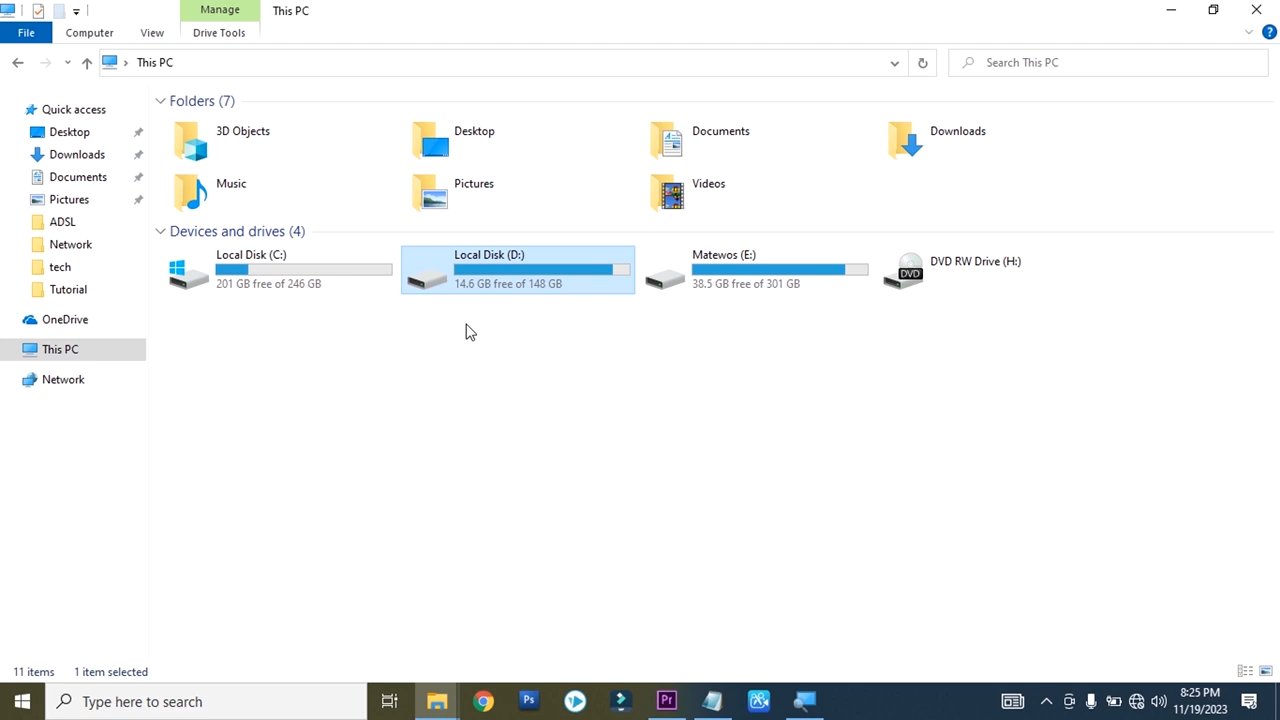 Manage
This PC
File
Computer
View
Drive Tools
This PC
Search This PC
Quick access
Desktop
Downloads
Documents
Pictures
ADSL
Network
tech
Tutorial
OneDrive
This PC
Network
Folders (7)
3D Objects
Desktop
Documents
Downloads
Music
Pictures
Videos
Devices and drives (4)
Local Disk (C:)
201 GB free of 246 GB
Local Disk (D:)
14.6 GB free of 148 GB
Matewos (E:)
38.5 GB free of 301 GB
DVD
DVD RW Drive (H:)
11 items
1 item selected
Type here to search
Ps
Pr
8:25 PM
11/19/2023